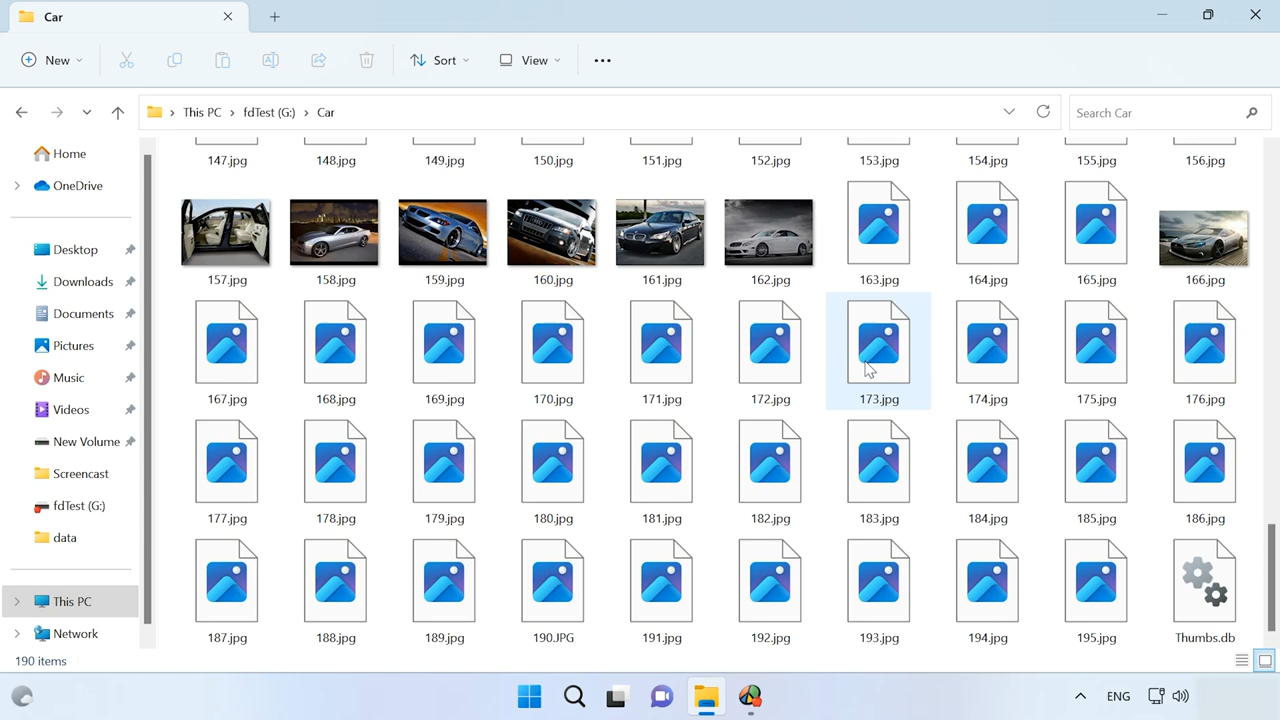 Car
New
Sort
View
This PC
fdTest (G:)
Car
Search Car
Home
OneDrive
Desktop
Downloads
Documents
Pictures
Music
Videos
New Volume
Screencast
fdTest (G:)
data
This PC
Network
147.jpg 148.jpg 149.jpg 150.jpg 151.jpg 152.jpg 153.jpg 154.jpg 155.jpg 156.jpg
157.jpg 158.jpg 159.jpg 160.jpg 161.jpg 162.jpg 163.jpg 164.jpg 165.jpg 166.jpg
167.jpg 168.jpg 169.jpg 170.jpg 171.jpg 172.jpg 173.jpg 174.jpg 175.jpg 176.jpg
177.jpg 178.jpg 179.jpg 180.jpg 181.jpg 182.jpg 183.jpg 184.jpg 185.jpg 186.jpg
187.jpg 188.jpg 189.jpg 190.JPG 191.jpg 192.jpg 193.jpg 194.jpg 195.jpg Thumbs.db
190 items
ENG